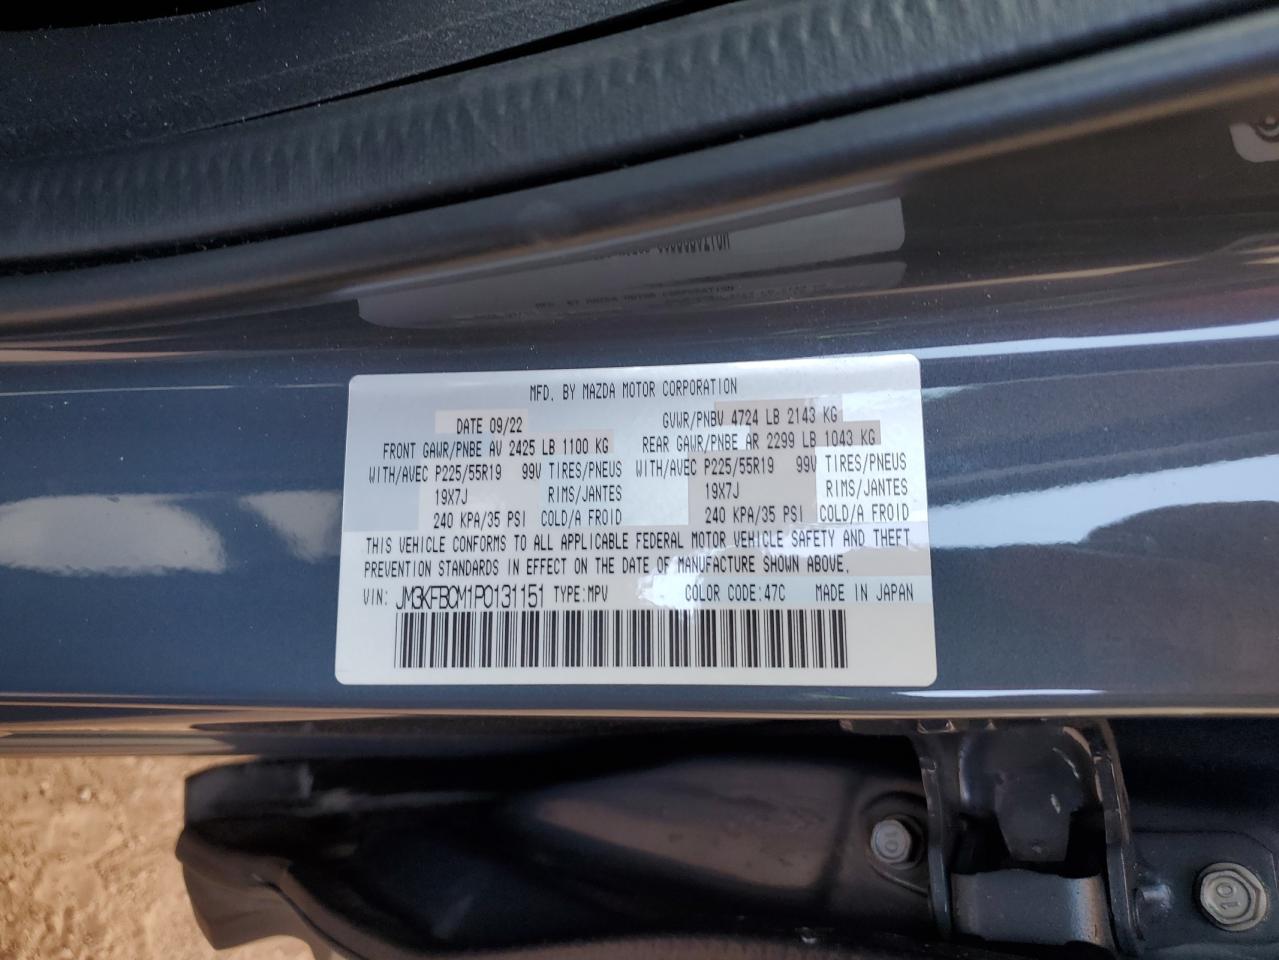 MFD. BY MAZDA MOTOR CORPORATION
DATE 09/22 GVWR/PNBV 4724 LB 2143 KG
FRONT GAWR/PNBE AV 2425 LB 1100 KG REAR GAWR/PNBE AR 2299 LB 1043 KG
WITH/AVEC P225/55R19 99V TIRES/PNEUS WITH/AVEC P225/55R19 99V TIRES/PNEUS
19X7J RIMS/JANTES 19X7J RIMS/JANTES
240 KPA/35 PSI COLD/A FROID 240 KPA/35 PSI COLD/A FROID
THIS VEHICLE CONFORMS TO ALL APPLICABLE FEDERAL MOTOR VEHICLE SAFETY AND THEFT
PREVENTION STANDARDS IN EFFECT ON THE DATE OF MANUFACTURE SHOWN ABOVE.
VIN: JM3KFBCM1P0131151 TYPE:MPV COLOR CODE:47C MADE IN JAPAN
10
10